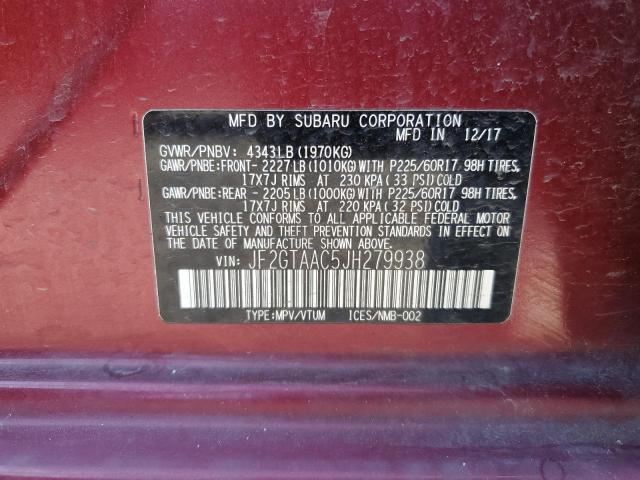 MFD BY SUBARU CORPORATION
MFD IN 12/17
GVWR/PNBV: 4343LB (1970KG)
GAWR/PNBE:FRONT-2227LB(1010KG)WITH P225/60R17 98H TIRES,
17X7J RIMS AT 230 KPA (33 PSI)COLD
GAWR/PNBE:REAR -2205LB(1000KG)WITH P225/60R17 98H TIRES,
17X7J RIMS AT 220 KPA (32 PSI)COLD
THIS VEHICLE CONFORMS TO ALL APPLICABLE FEDERAL MOTOR
VEHICLE SAFETY AND THEFT PREVENTION STANDARDS IN
EFFECT ON THE DATE OF MANUFACTURE SHOWN ABOVE.
VIN: JF2GTAAC5JH279938
TYPE:MPV/VTUM ICES/NMB-002